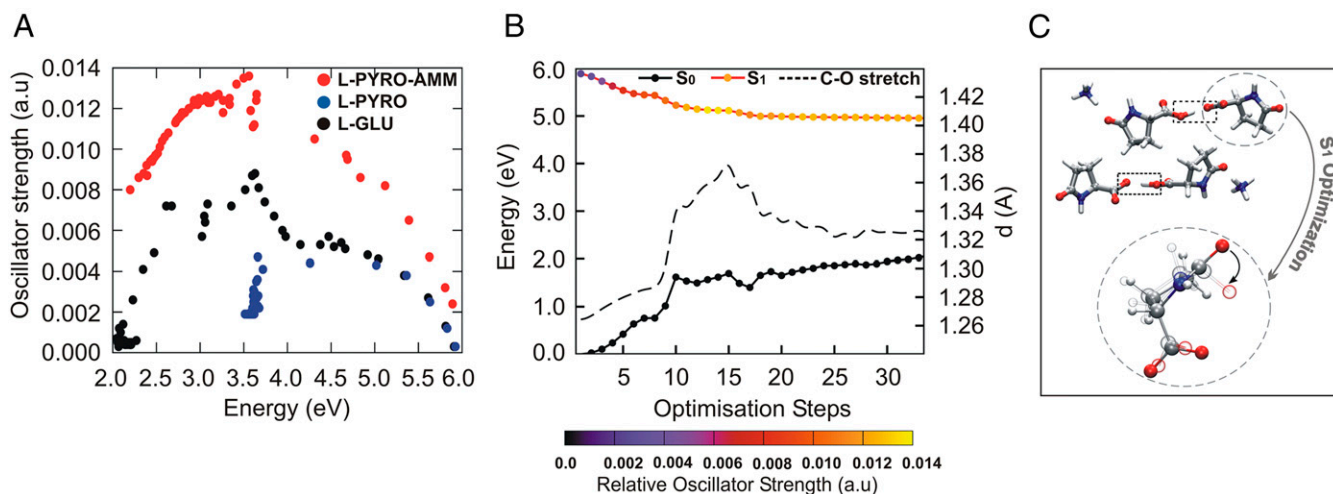 A
Oscillator strength (a.u)
0.014
0.012
0.010
0.008
0.006
0.004
0.002
0.000
2.0 2.5 3.0 3.5 4.0 4.5 5.0 5.5 6.0
Energy (eV)
L-PYRO-AMM
L-PYRO
L-GLU
B
Energy (eV)
6.0
5.0
4.0
3.0
2.0
1.0
0.0
S0 S1 C-O stretch
1.42
1.40
1.38
1.36
1.34
1.32
1.30
1.28
1.26
d (A)
5 10 15 20 25 30
Optimisation Steps
0.0 0.002 0.004 0.006 0.008 0.010 0.012 0.014
Relative Oscillator Strength (a.u)
C
S1 Optimization